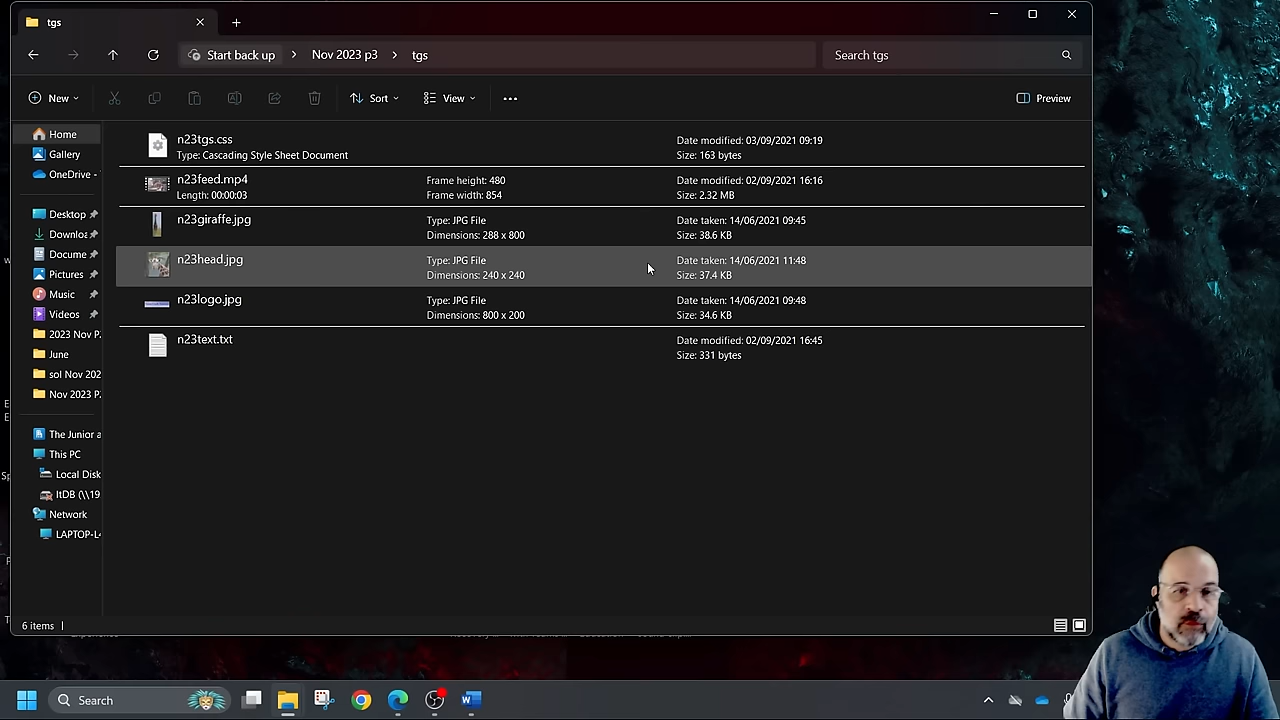 tgs
Start back up > Nov 2023 p3 > tgs
Search tgs
New
Sort
View
Preview
Home
Gallery
OneDrive -
Desktop
Downloa
Docume
Pictures
Music
Videos
2023 Nov P.
June
sol Nov 202
Nov 2023 P.
The Junior a
This PC
Local Disk
ItDB (\\19
Network
LAPTOP-L4
n23tgs.css
Type: Cascading Style Sheet Document
Date modified: 03/09/2021 09:19
Size: 163 bytes
n23feed.mp4
Length: 00:00:03
Frame height: 480
Frame width: 854
Date modified: 02/09/2021 16:16
Size: 2.32 MB
n23giraffe.jpg
Type: JPG File
Dimensions: 288 x 800
Date taken: 14/06/2021 09:45
Size: 38.6 KB
n23head.jpg
Type: JPG File
Dimensions: 240 x 240
Date taken: 14/06/2021 11:48
Size: 37.4 KB
n23logo.jpg
Type: JPG File
Dimensions: 800 x 200
Date taken: 14/06/2021 09:48
Size: 34.6 KB
n23text.txt
Date modified: 02/09/2021 16:45
Size: 331 bytes
6 items
Search